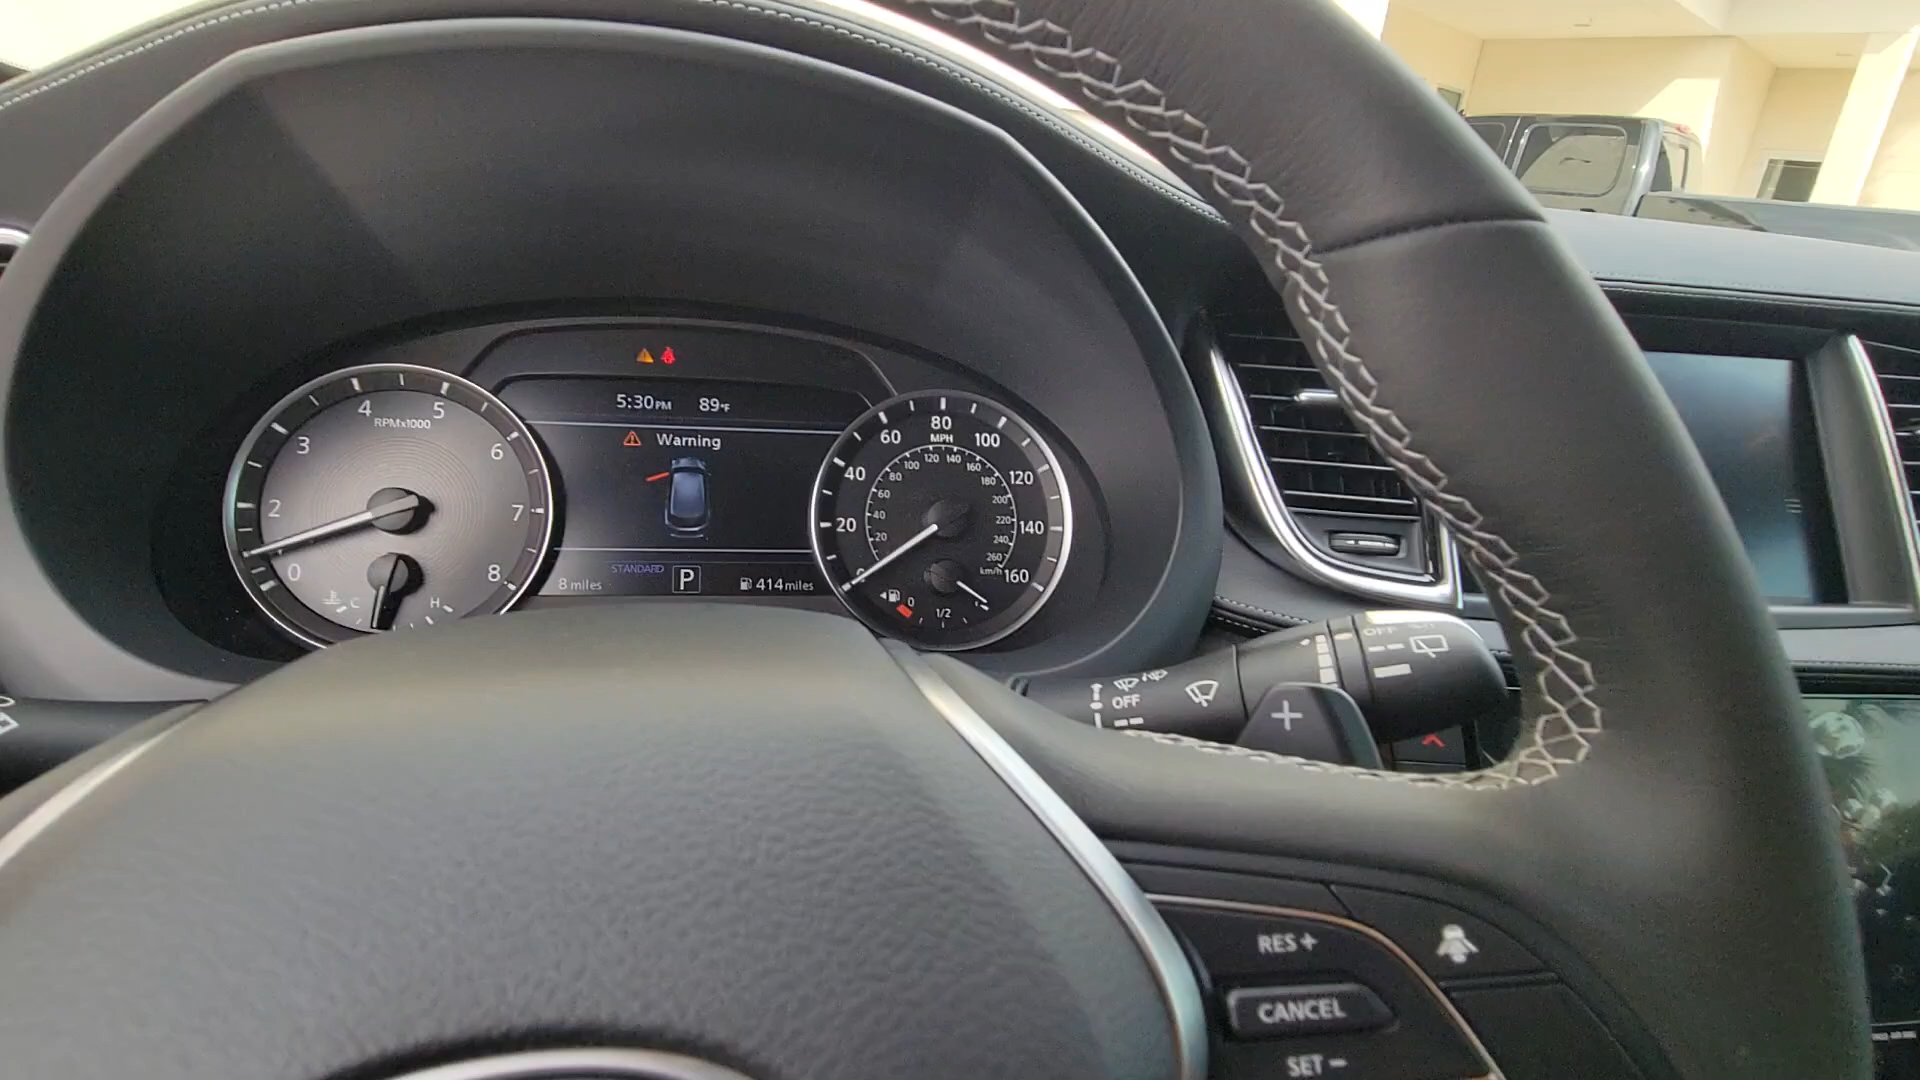 5:30PM 89°F
Warning
STANDARD
8 miles P 414 miles
RPMx1000
0 2 3 4 5 6 7 8
C H
MPH
0 20 40 60 80 100 120 140 160
20 40 60 80 100 120 140 160 180 200 220 240 260
km/h
0 1/2
OFF
OFF
+
RES+
CANCEL
SET-